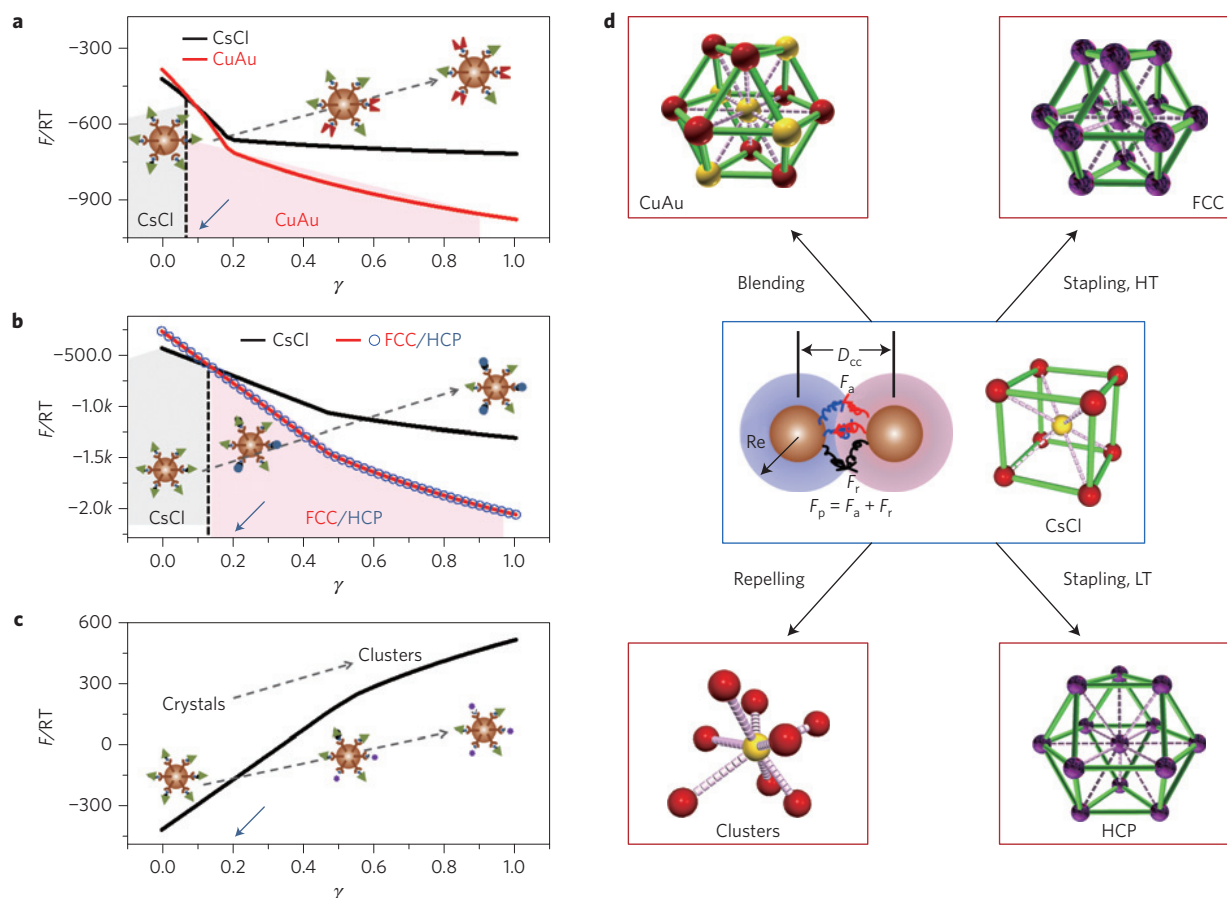 a
F/RT
−300
−600
−900
CsCl
CuAu
CsCl
CuAu
0.0 0.2 0.4 0.6 0.8 1.0
γ
b
F/RT
−500.0
−1.0k
−1.5k
−2.0k
CsCl FCC/HCP
CsCl
FCC/HCP
0.0 0.2 0.4 0.6 0.8 1.0
γ
c
F/RT
600
300
0
−300
Crystals
Clusters
0.0 0.2 0.4 0.6 0.8 1.0
γ
d
CuAu
FCC
Blending
Stapling, HT
Dcc
Fa
Re
Fr
Fp = Fa + Fr
CsCl
Repelling
Stapling, LT
Clusters
HCP